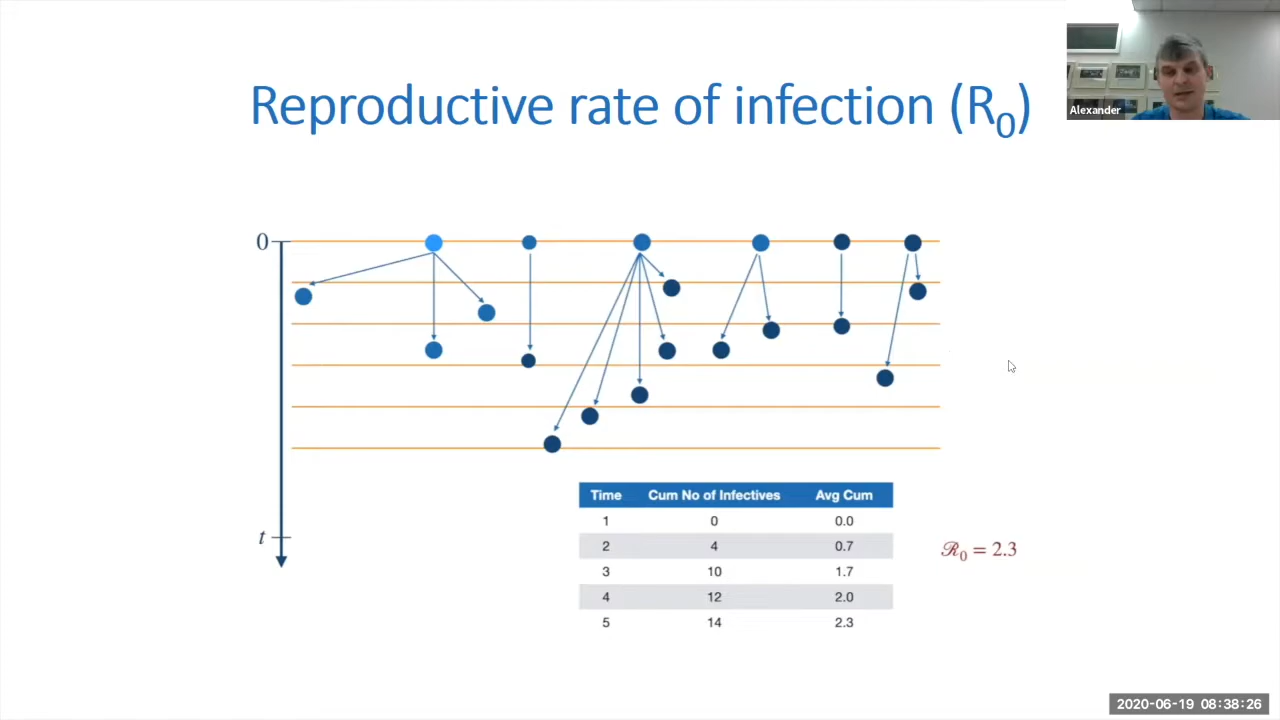 Reproductive rate of infection (R0)
Alexander
0
t
Time Cum No of Infectives Avg Cum
1 0 0.0
2 4 0.7
3 10 1.7
4 12 2.0
5 14 2.3
ℛ0 = 2.3
2020-06-19 08:38:26